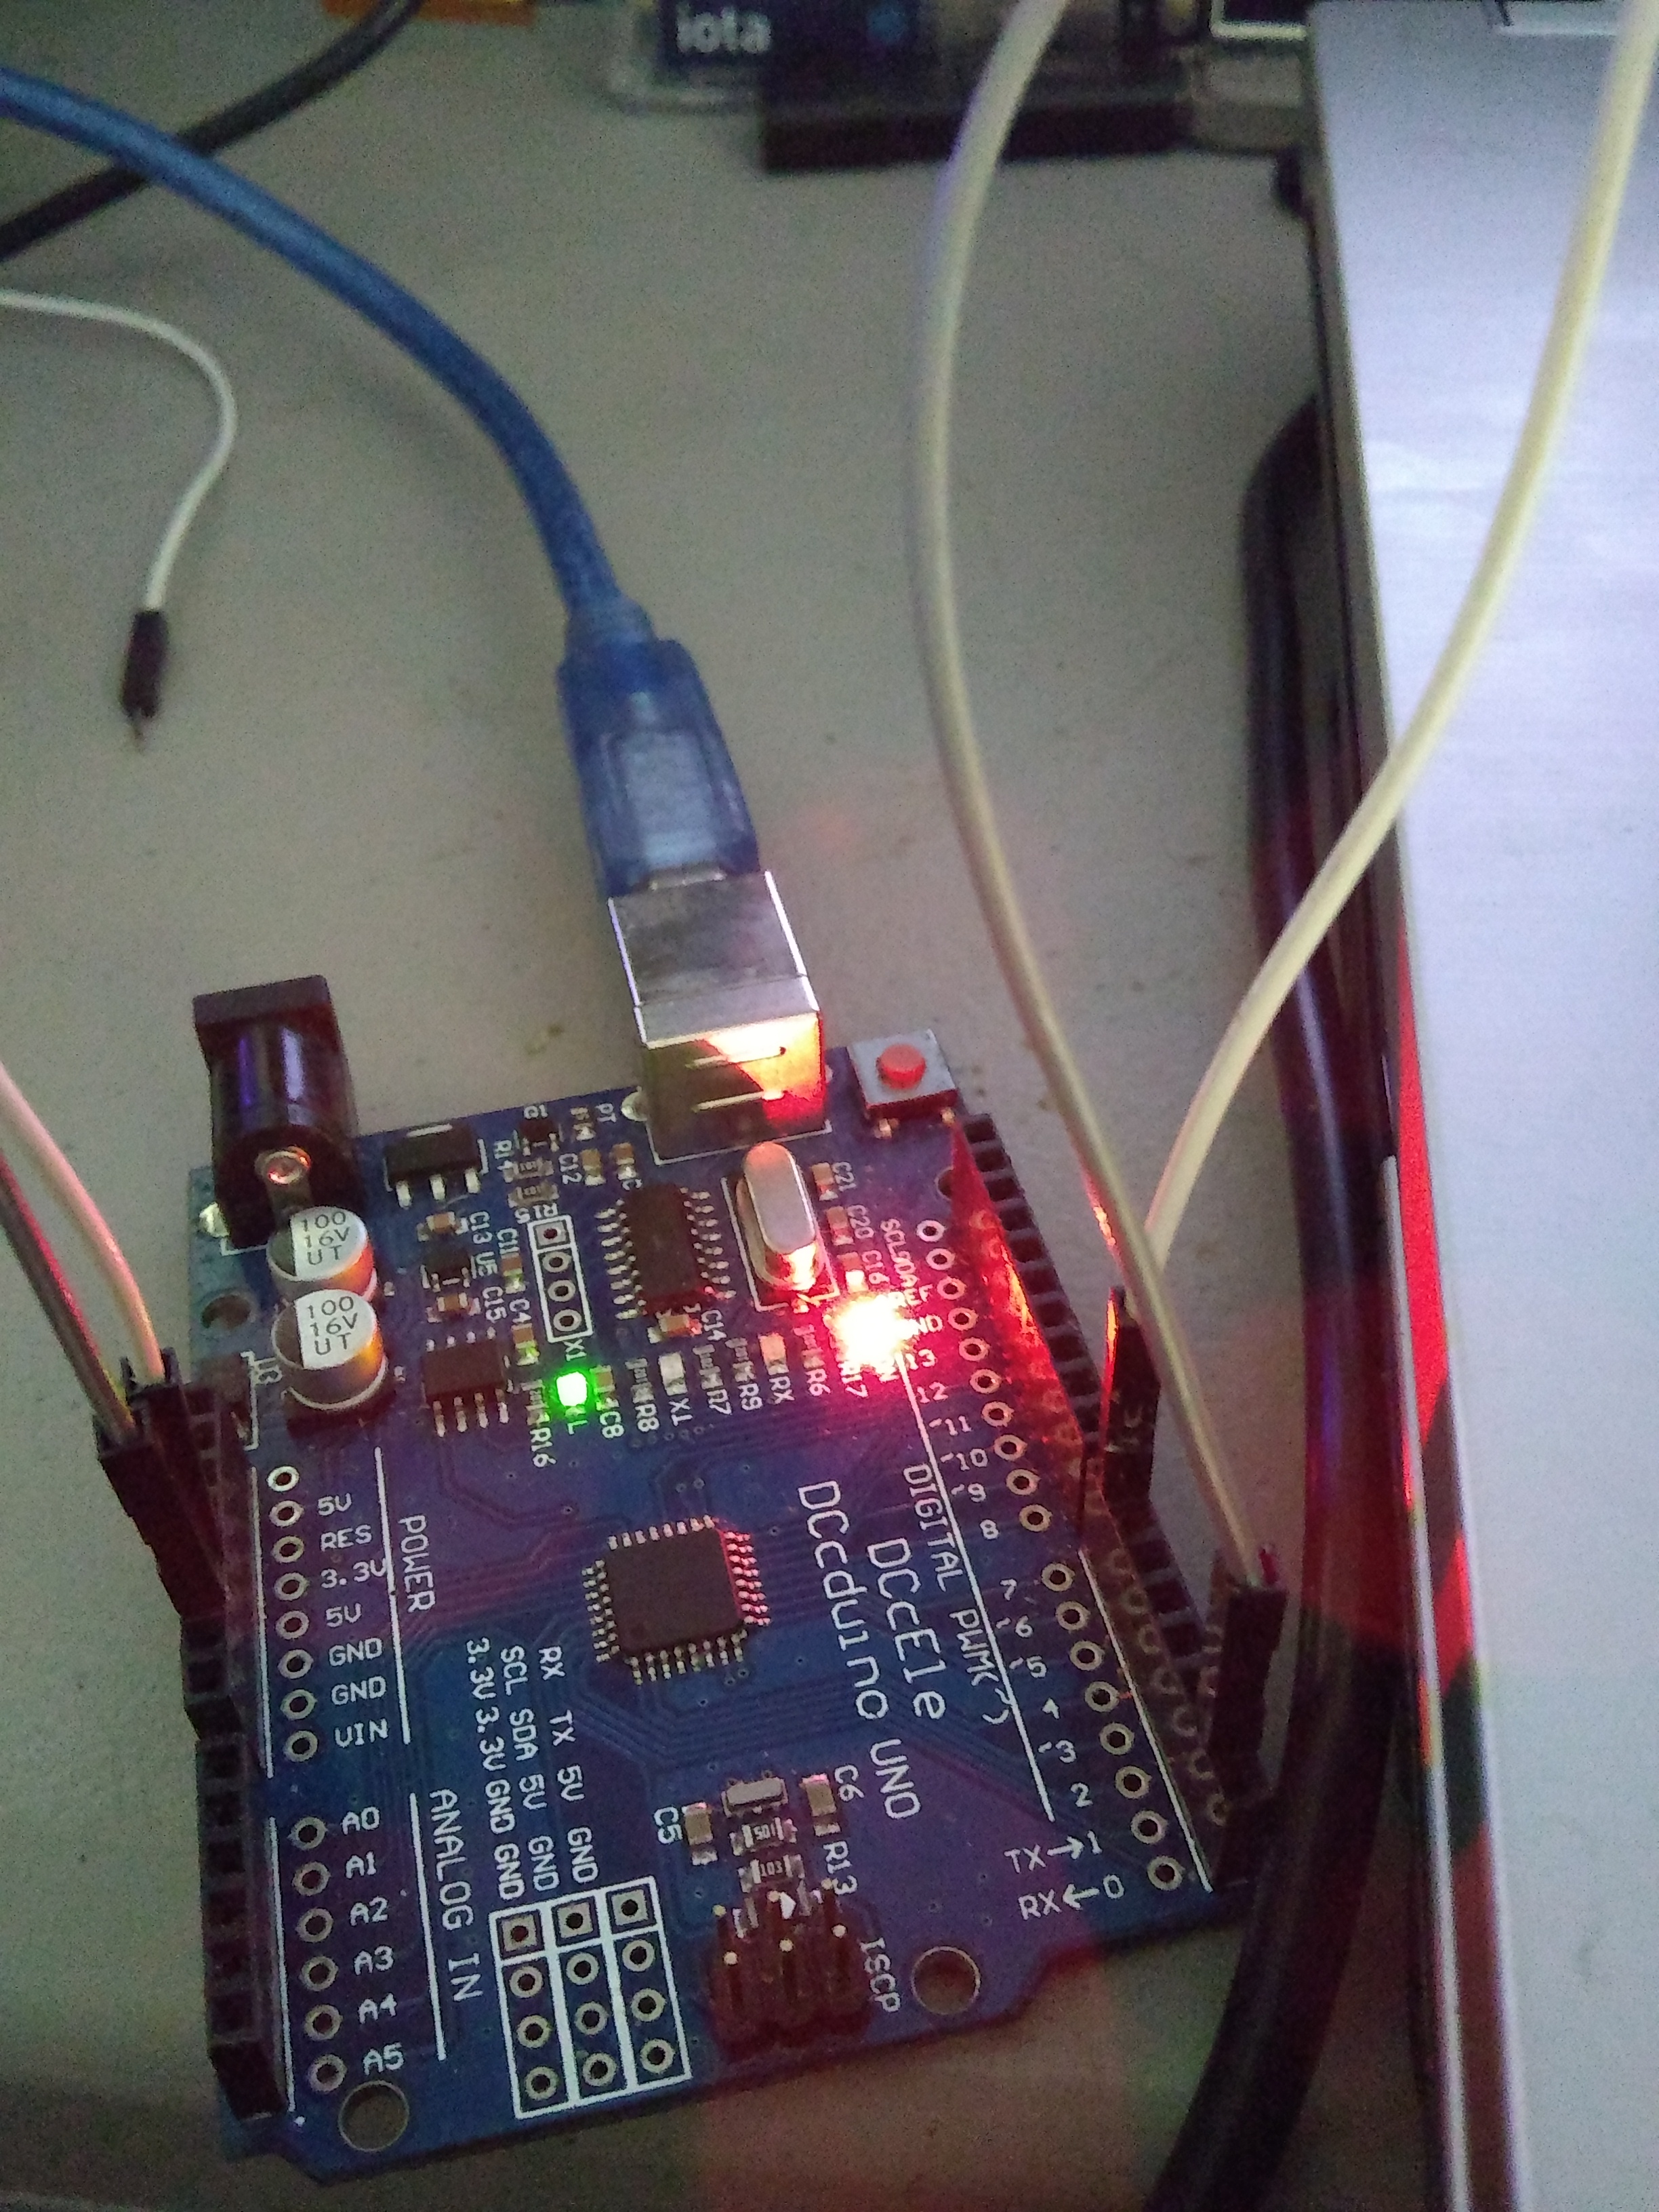 iota
100
16V
UT
100
16V
UT
C12
C13
U5
C15
C11
C4
C21
C20
C16
C14
X1
L
R16
C8
R8
R7
R9
RX
R6
R17
13
12
~11
~10
~9
8
7
~6
~5
4
~3
2
TX→1
RX←0
DIGITAL PWM(~)
DCcEle
DCcduino UNO
5V
RES
3.3V
5V
GND
GND
VIN
POWER
A0
A1
A2
A3
A4
A5
ANALOG IN
RX TX 5V GND
SCL SDA 5V GND
3.3V 3.3V GND GND
C5
C6
501
103
R13
ISCP